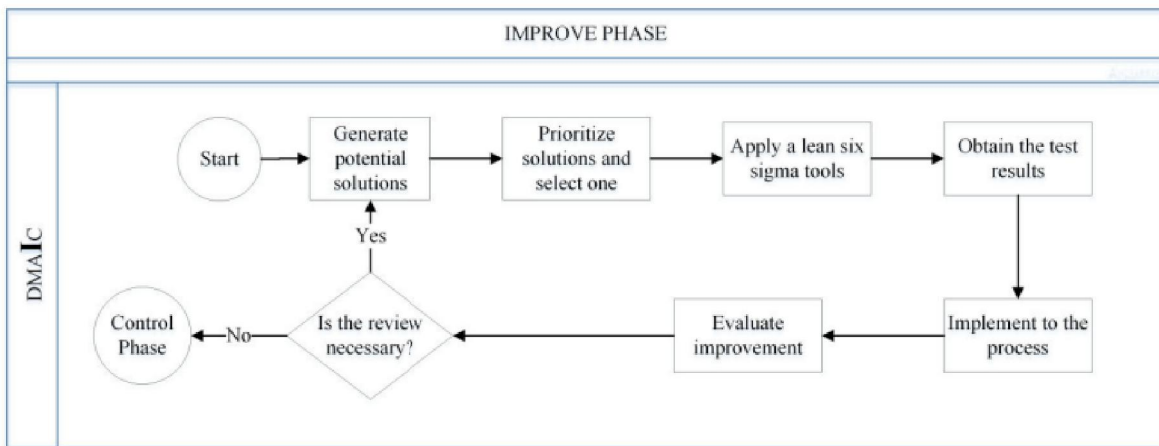 IMPROVE PHASE
DMAIC
Start
Generate
potential
solutions
Prioritize
solutions and
select one
Apply a lean six
sigma tools
Obtain the test
results
Yes
Control
Phase
No
Is the review
necessary?
Evaluate
improvement
Implement to the
process